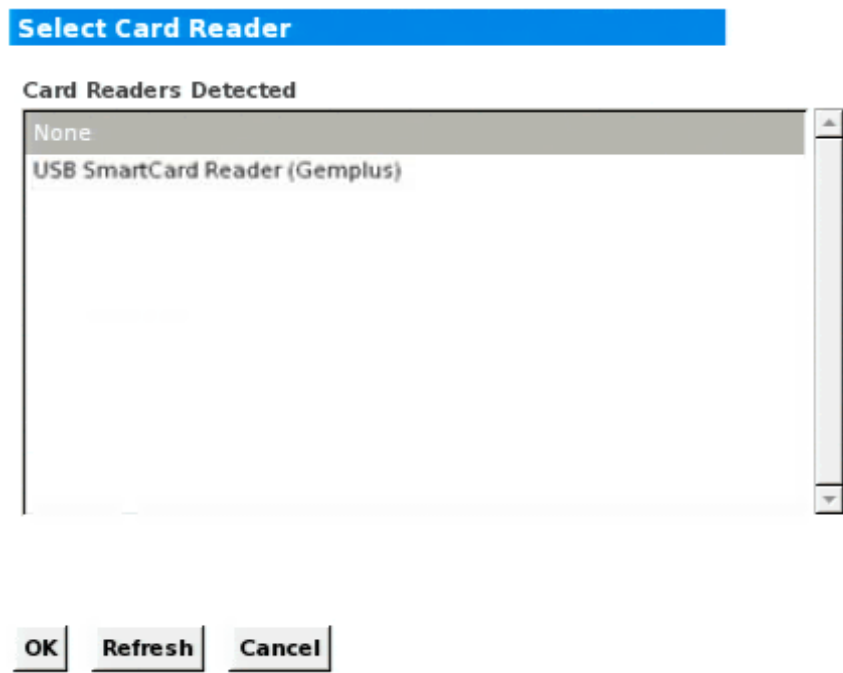 Select Card Reader
Card Readers Detected
None
USB SmartCard Reader (Gemplus)
OK Refresh Cancel